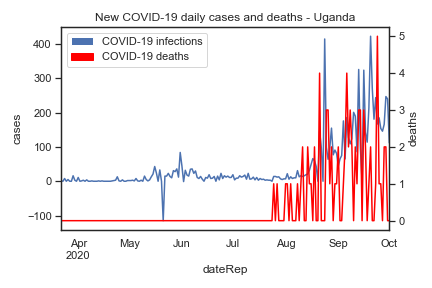 New COVID-19 daily cases and deaths - Uganda
COVID-19 infections
COVID-19 deaths
400
300
200
100
0
−100
cases
5
4
3
2
1
0
deaths
Apr May Jun Jul Aug Sep Oct
2020
dateRep